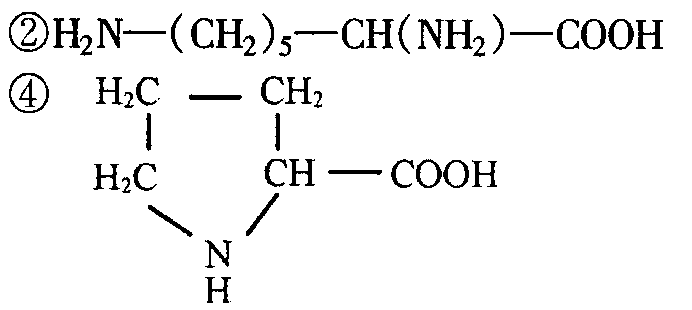 ②H₂N—(CH₂)₅—CH(NH₂)—COOH
④ H₂C — CH₂
H₂C CH — COOH
N
H